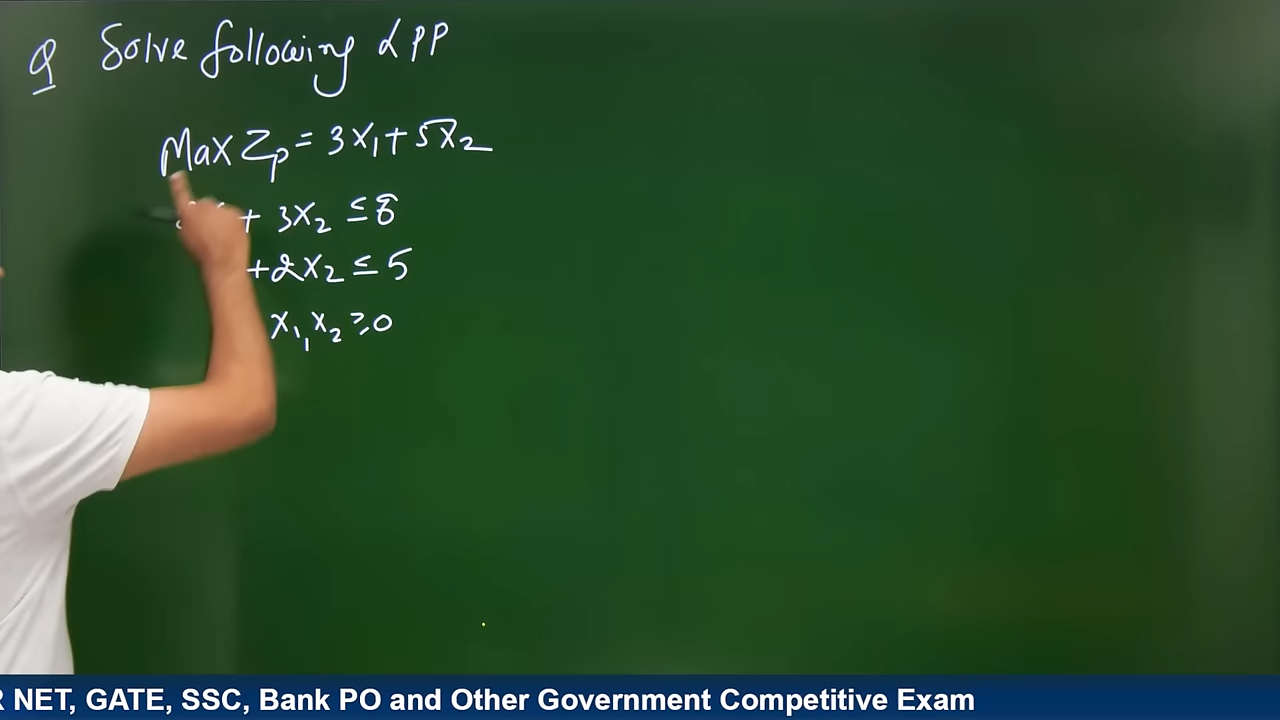 Q Solve following LPP
Max Zp = 3x₁ + 5x₂
+ 3x₂ ≤ 8
+ 2x₂ ≤ 5
x₁, x₂ ≥ 0
R NET, GATE, SSC, Bank PO and Other Government Competitive Exam